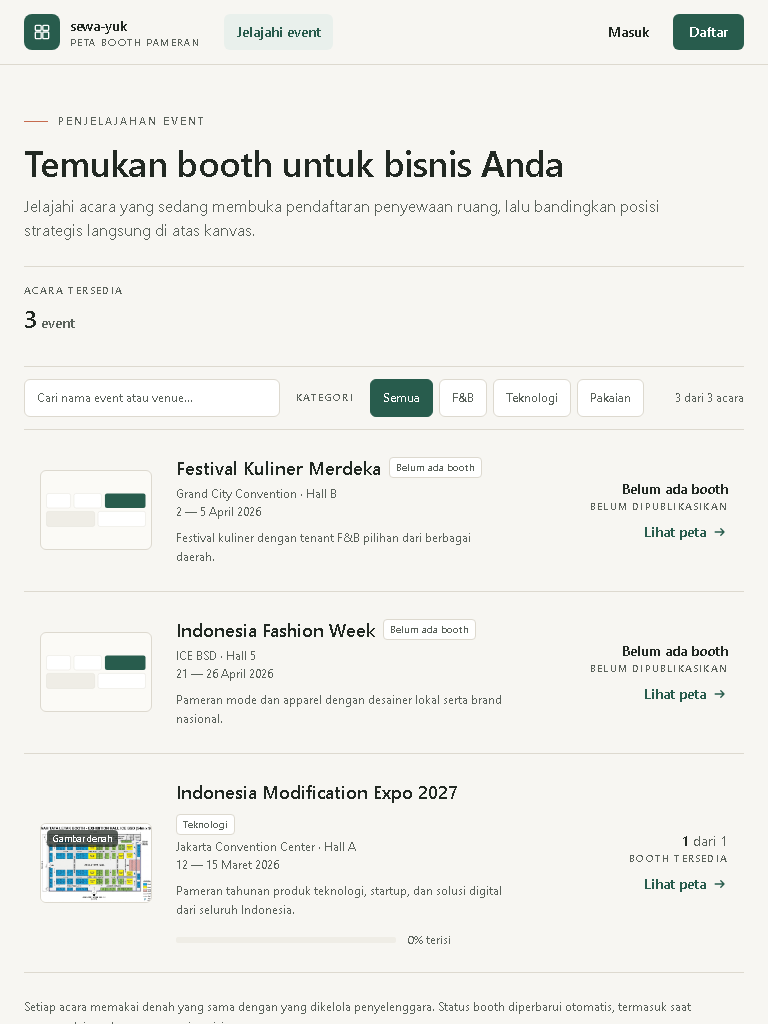 sewa-yuk
PETA BOOTH PAMERAN
Jelajahi event
Masuk
Daftar
PENJELAJAHAN EVENT
Temukan booth untuk bisnis Anda
Jelajahi acara yang sedang membuka pendaftaran penyewaan ruang, lalu bandingkan posisi
strategis langsung di atas kanvas.
ACARA TERSEDIA
3 event
Cari nama event atau venue...
KATEGORI
Semua
F&B
Teknologi
Pakaian
3 dari 3 acara
Festival Kuliner Merdeka
Belum ada booth
Grand City Convention · Hall B
2 — 5 April 2026
Festival kuliner dengan tenant F&B pilihan dari berbagai
daerah.
Belum ada booth
BELUM DIPUBLIKASIKAN
Lihat peta →
Indonesia Fashion Week
Belum ada booth
ICE BSD · Hall 5
21 — 26 April 2026
Pameran mode dan apparel dengan desainer lokal serta brand
nasional.
Belum ada booth
BELUM DIPUBLIKASIKAN
Lihat peta →
Gambar denah
Indonesia Modification Expo 2027
Teknologi
Jakarta Convention Center · Hall A
12 — 15 Maret 2026
Pameran tahunan produk teknologi, startup, dan solusi digital
dari seluruh Indonesia.
0% terisi
1 dari 1
BOOTH TERSEDIA
Lihat peta →
Setiap acara memakai denah yang sama dengan yang dikelola penyelenggara. Status booth diperbarui otomatis, termasuk saat